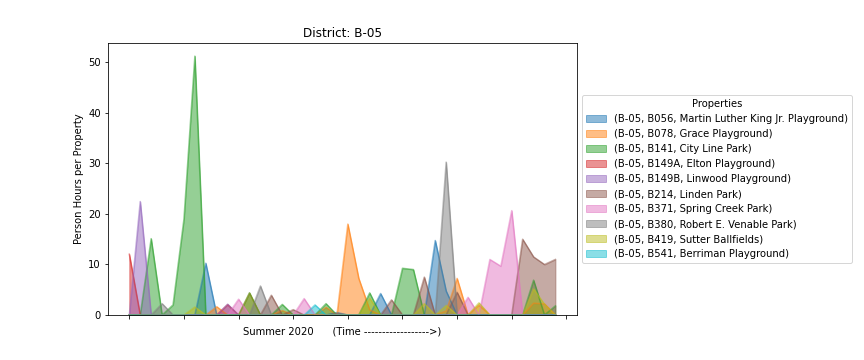 District: B-05
Person Hours per Property
50
40
30
20
10
0
Summer 2020 (Time ------------------>)
Properties
(B-05, B056, Martin Luther King Jr. Playground)
(B-05, B078, Grace Playground)
(B-05, B141, City Line Park)
(B-05, B149A, Elton Playground)
(B-05, B149B, Linwood Playground)
(B-05, B214, Linden Park)
(B-05, B371, Spring Creek Park)
(B-05, B380, Robert E. Venable Park)
(B-05, B419, Sutter Ballfields)
(B-05, B541, Berriman Playground)